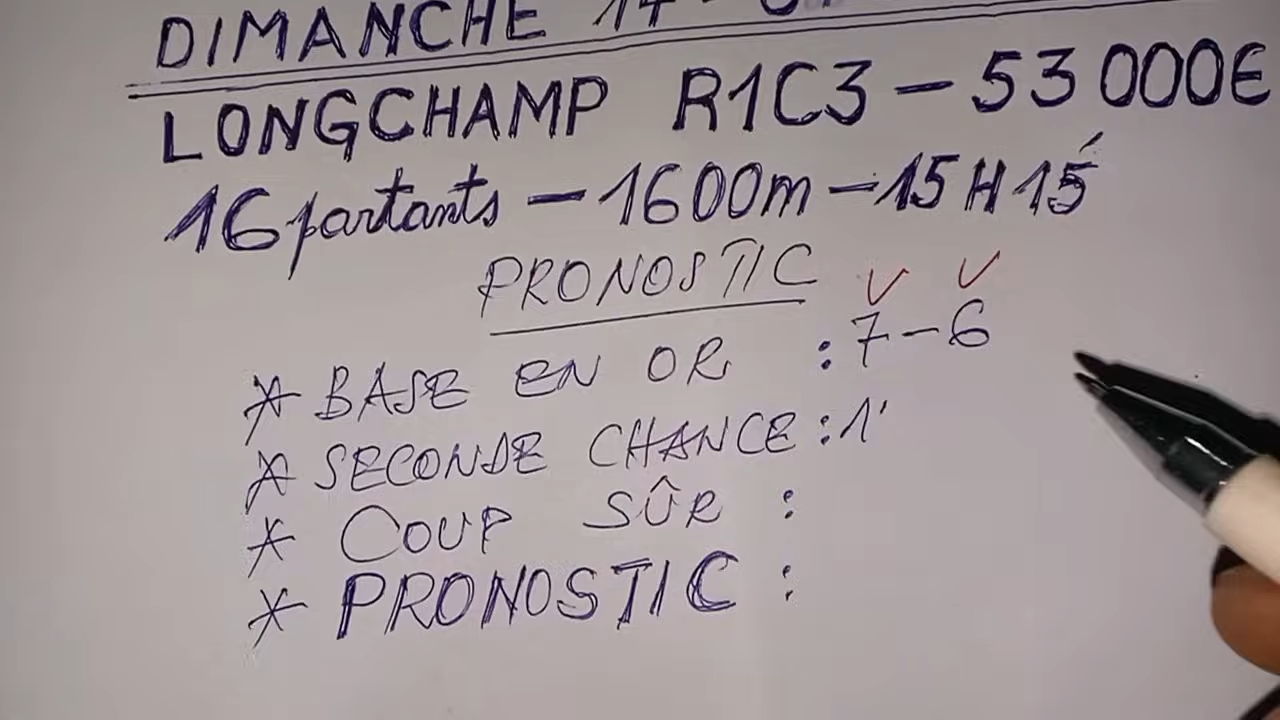 DIMANCHE 14 -
LONGCHAMP R1C3 - 53 000€
16 partants - 1600m - 15H15'
PRONOSTIC
* BASE EN OR : 7 - 6
* SECONDE CHANCE : 1'
* COUP SÛR :
* PRONOSTIC :